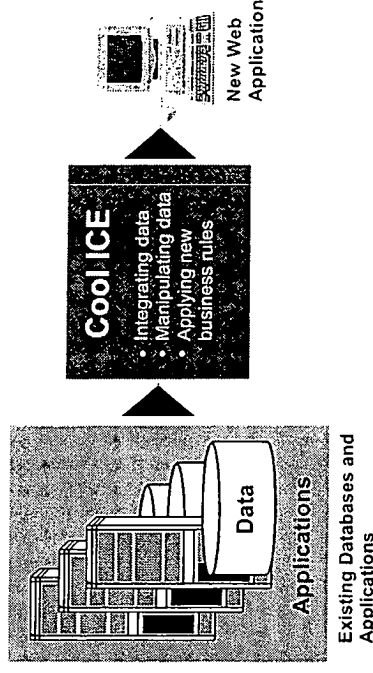 Data
Applications
Existing Databases and
Applications
Cool ICE
• Integrating data
• Manipulating data
• Applying new
business rules
New Web
Application